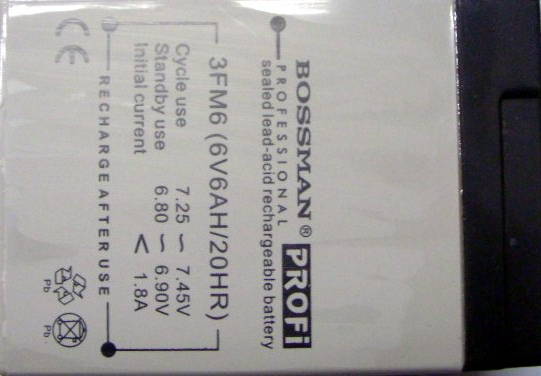 BOSSMAN® PROFi
PROFESSIONAL
sealed lead-acid rechargeable battery
3FM6 (6V6AH/20HR)
Cycle use 7.25 ~ 7.45V
Standby use 6.80 ~ 6.90V
Initial current < 1.8A
RECHARGE AFTER USE
CE Pb Pb